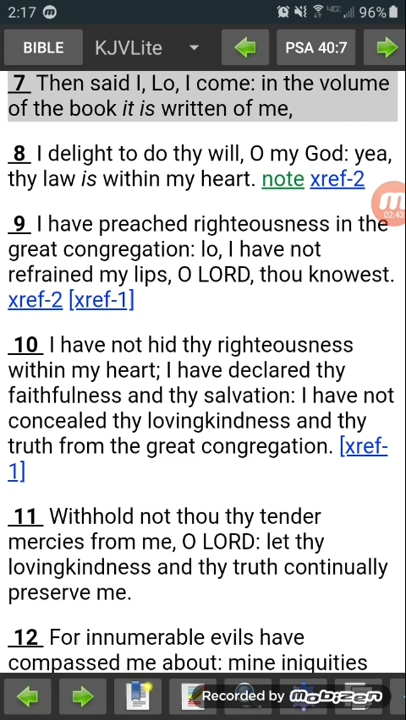 2:17 96%
BIBLE KJVLite PSA 40:7
7 Then said I, Lo, I come: in the volume
of the book it is written of me,
8 I delight to do thy will, O my God: yea,
thy law is within my heart. note xref-2
02:43
9 I have preached righteousness in the
great congregation: lo, I have not
refrained my lips, O LORD, thou knowest.
xref-2 [xref-1]
10 I have not hid thy righteousness
within my heart; I have declared thy
faithfulness and thy salvation: I have not
concealed thy lovingkindness and thy
truth from the great congregation. [xref-
1]
11 Withhold not thou thy tender
mercies from me, O LORD: let thy
lovingkindness and thy truth continually
preserve me.
12 For innumerable evils have
compassed me about: mine iniquities
Recorded by mobizen